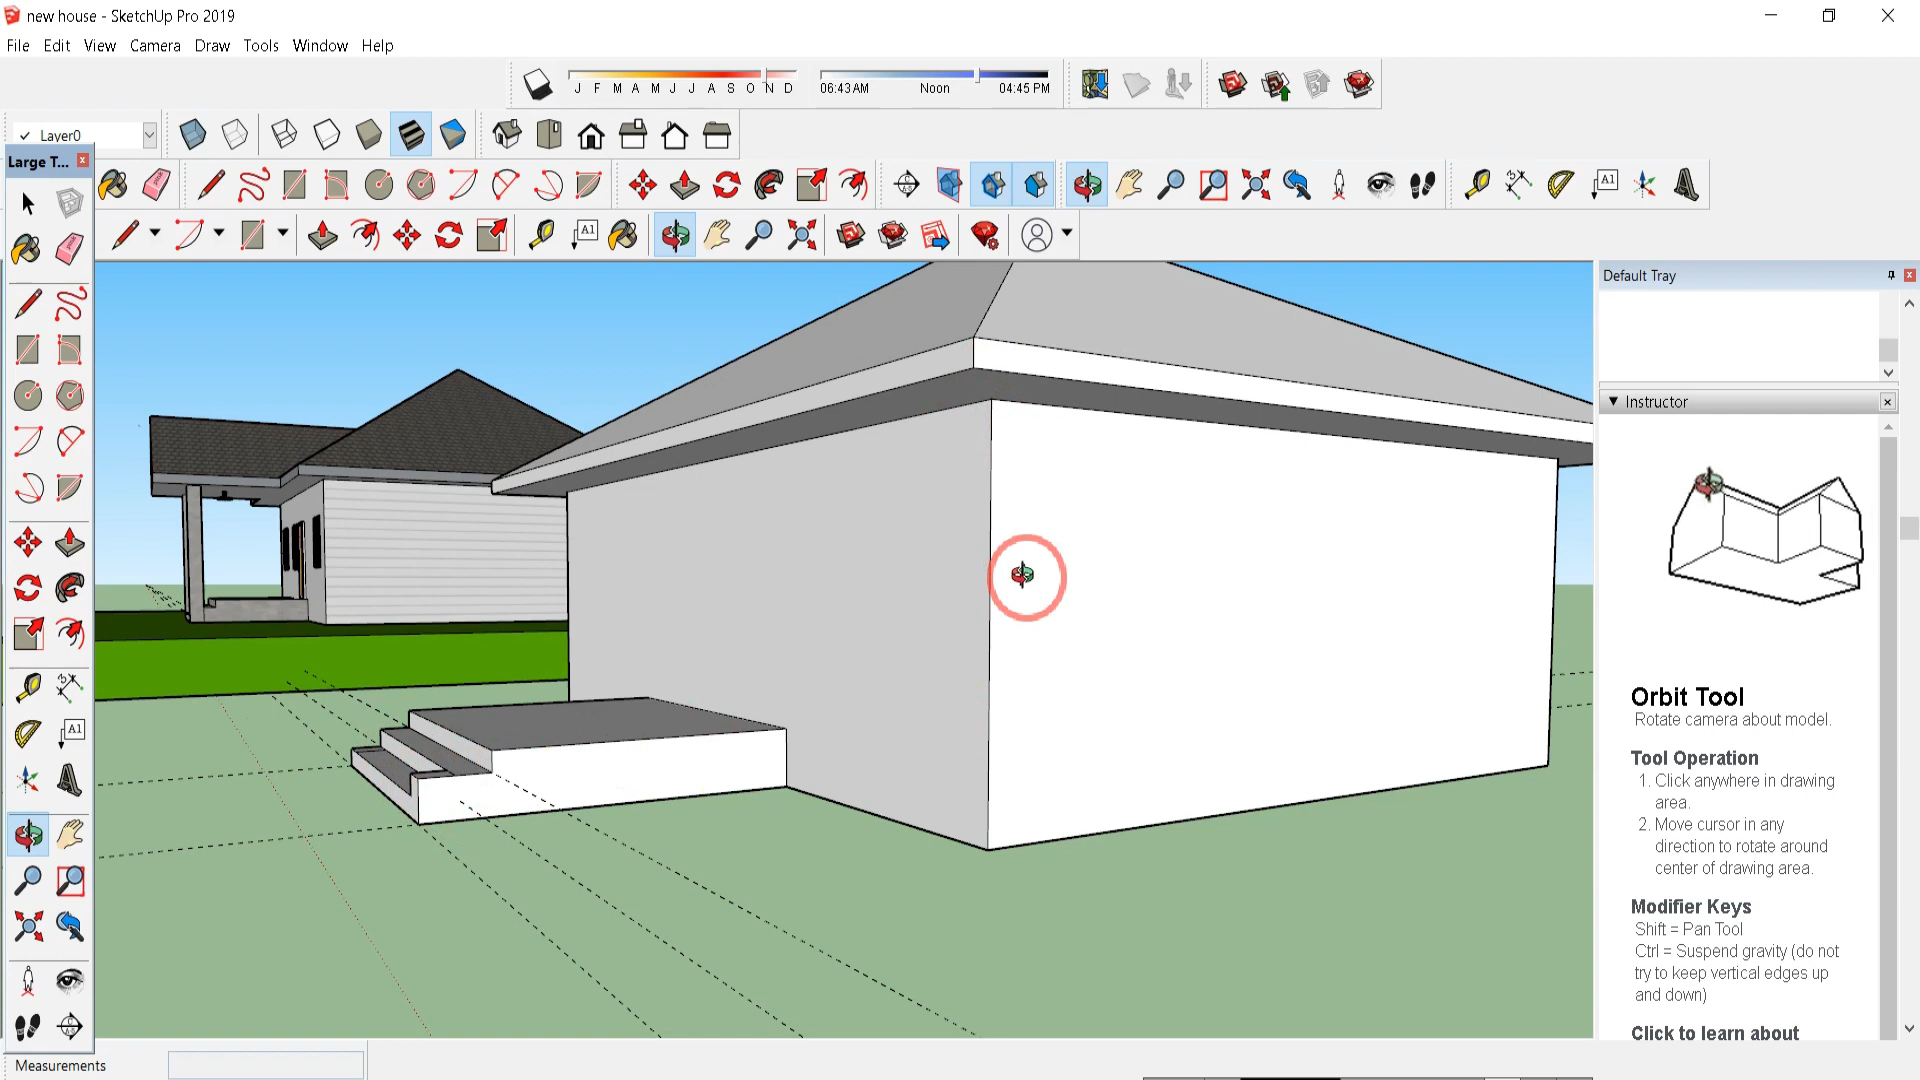 new house - SketchUp Pro 2019
File Edit View Camera Draw Tools Window Help
J F M A M J J A S O N D
06:43 AM Noon 04:45 PM
Layer0
Large T...
A1
A1
Default Tray
Instructor
Orbit Tool
Rotate camera about model.
Tool Operation
1. Click anywhere in drawing
area.
2. Move cursor in any
direction to rotate around
center of drawing area.
A1
Modifier Keys
Shift = Pan Tool
Ctrl = Suspend gravity (do not
try to keep vertical edges up
and down)
Click to learn about
Measurements